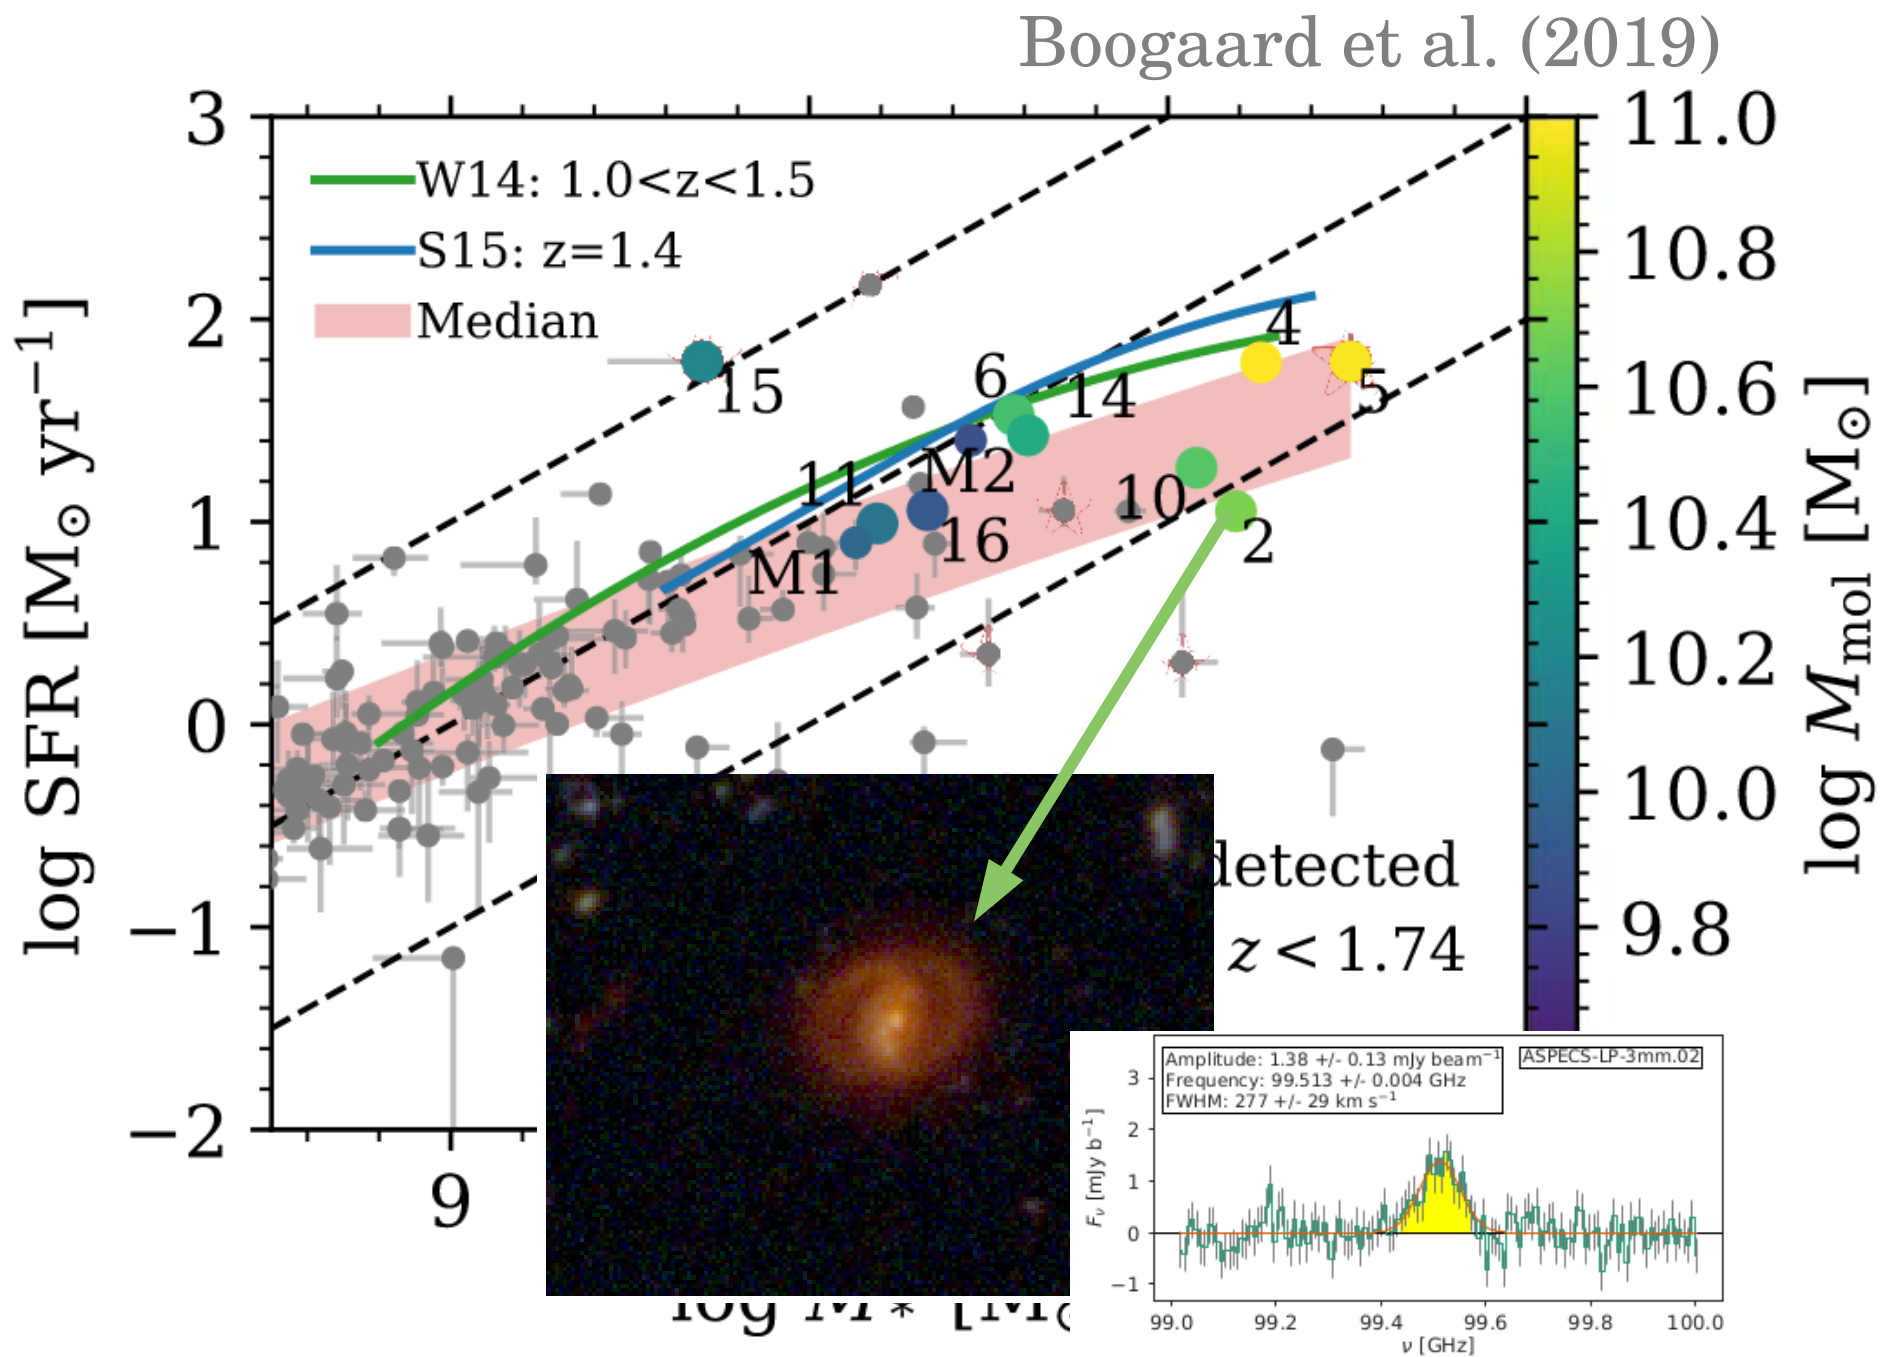 Boogaard et al. (2019)
3
2
1
0
−1
−2
log SFR [M⊙ yr−1]
W14: 1.0<z<1.5
S15: z=1.4
Median
15
6
14
4
5
11
M2
10
16
M1
2
detected
z < 1.74
9
log M* [M
11.0
10.8
10.6
10.4
10.2
10.0
9.8
log Mmol [M⊙]
Amplitude: 1.38 +/- 0.13 mJy beam−1
Frequency: 99.513 +/- 0.004 GHz
FWHM: 277 +/- 29 km s−1
ASPECS-LP-3mm.02
3
2
1
0
−1
Fν [mJy b−1]
99.0 99.2 99.4 99.6 99.8 100.0
ν [GHz]